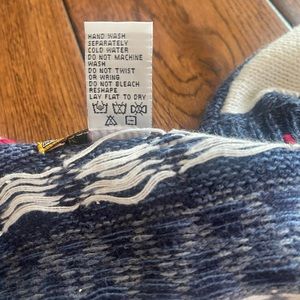 HAND WASH
SEPARATELY
COLD WATER
DO NOT MACHINE
WASH
DO NOT TWIST
OR WRING
DO NOT BLEACH
RESHAPE
LAY FLAT TO DRY